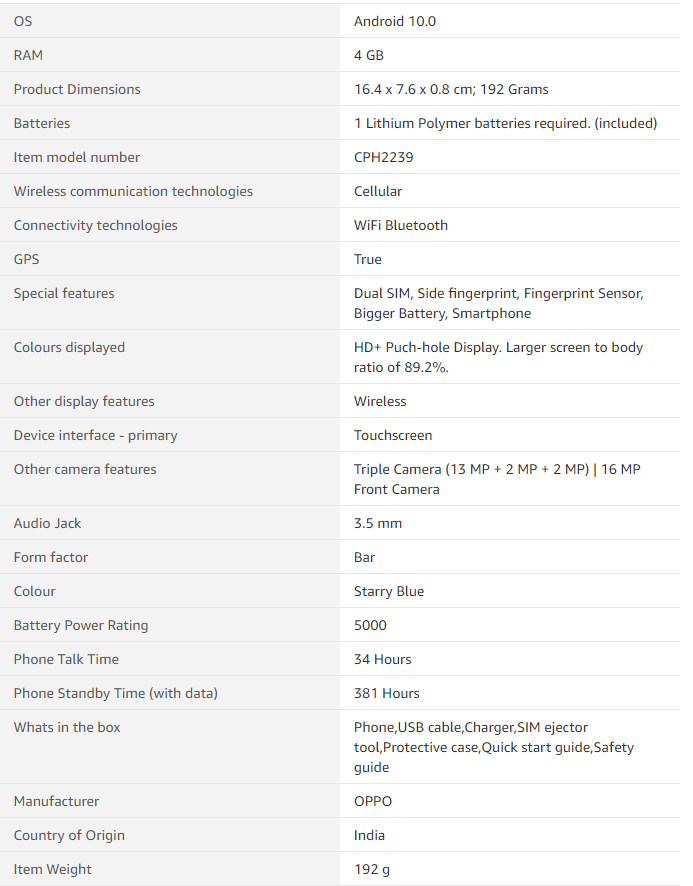 OS Android 10.0
RAM 4 GB
Product Dimensions 16.4 x 7.6 x 0.8 cm; 192 Grams
Batteries 1 Lithium Polymer batteries required. (included)
Item model number CPH2239
Wireless communication technologies Cellular
Connectivity technologies WiFi Bluetooth
GPS True
Special features Dual SIM, Side fingerprint, Fingerprint Sensor,
Bigger Battery, Smartphone
Colours displayed HD+ Puch-hole Display. Larger screen to body
ratio of 89.2%.
Other display features Wireless
Device interface - primary Touchscreen
Other camera features Triple Camera (13 MP + 2 MP + 2 MP) | 16 MP
Front Camera
Audio Jack 3.5 mm
Form factor Bar
Colour Starry Blue
Battery Power Rating 5000
Phone Talk Time 34 Hours
Phone Standby Time (with data) 381 Hours
Whats in the box Phone,USB cable,Charger,SIM ejector
tool,Protective case,Quick start guide,Safety
guide
Manufacturer OPPO
Country of Origin India
Item Weight 192 g